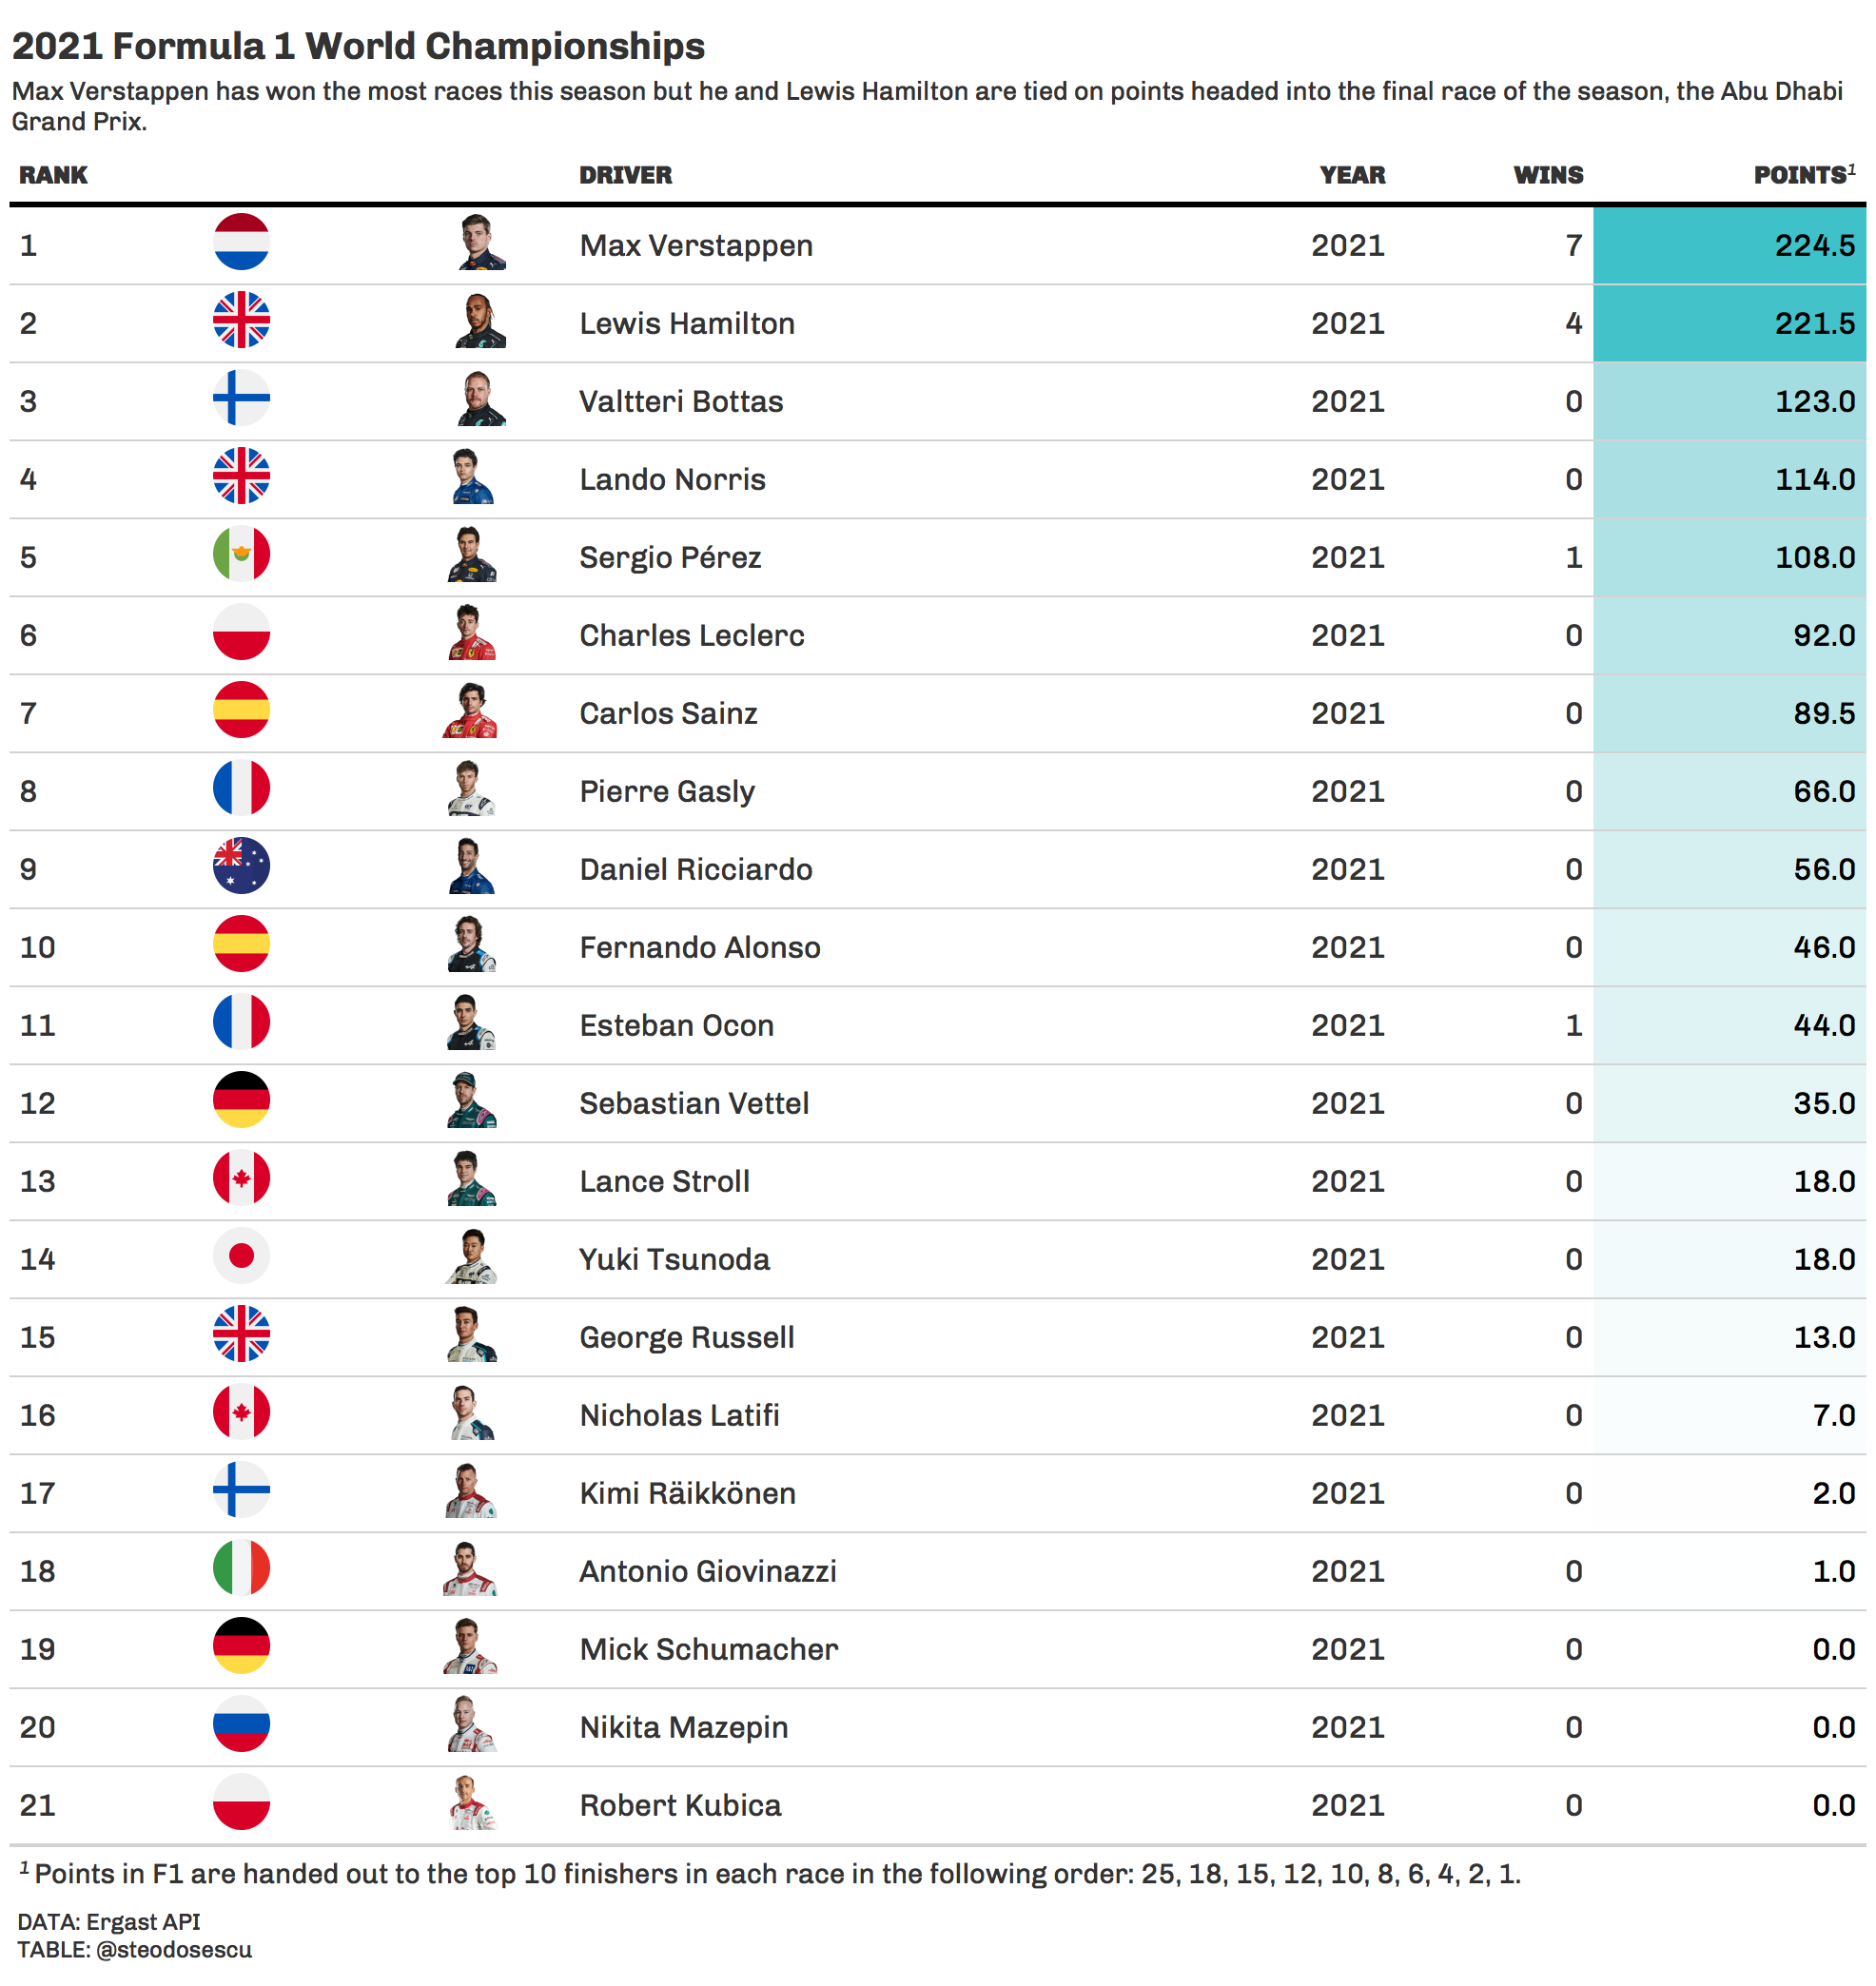 2021 Formula 1 World Championships
Max Verstappen has won the most races this season but he and Lewis Hamilton are tied on points headed into the final race of the season, the Abu Dhabi
Grand Prix.
RANK DRIVER YEAR WINS POINTS¹
1 Max Verstappen 2021 7 224.5
2 Lewis Hamilton 2021 4 221.5
3 Valtteri Bottas 2021 0 123.0
4 Lando Norris 2021 0 114.0
5 Sergio Pérez 2021 1 108.0
6 Charles Leclerc 2021 0 92.0
7 Carlos Sainz 2021 0 89.5
8 Pierre Gasly 2021 0 66.0
9 Daniel Ricciardo 2021 0 56.0
10 Fernando Alonso 2021 0 46.0
11 Esteban Ocon 2021 1 44.0
12 Sebastian Vettel 2021 0 35.0
13 Lance Stroll 2021 0 18.0
14 Yuki Tsunoda 2021 0 18.0
15 George Russell 2021 0 13.0
16 Nicholas Latifi 2021 0 7.0
17 Kimi Räikkönen 2021 0 2.0
18 Antonio Giovinazzi 2021 0 1.0
19 Mick Schumacher 2021 0 0.0
20 Nikita Mazepin 2021 0 0.0
21 Robert Kubica 2021 0 0.0
¹ Points in F1 are handed out to the top 10 finishers in each race in the following order: 25, 18, 15, 12, 10, 8, 6, 4, 2, 1.
DATA: Ergast API
TABLE: @steodosescu